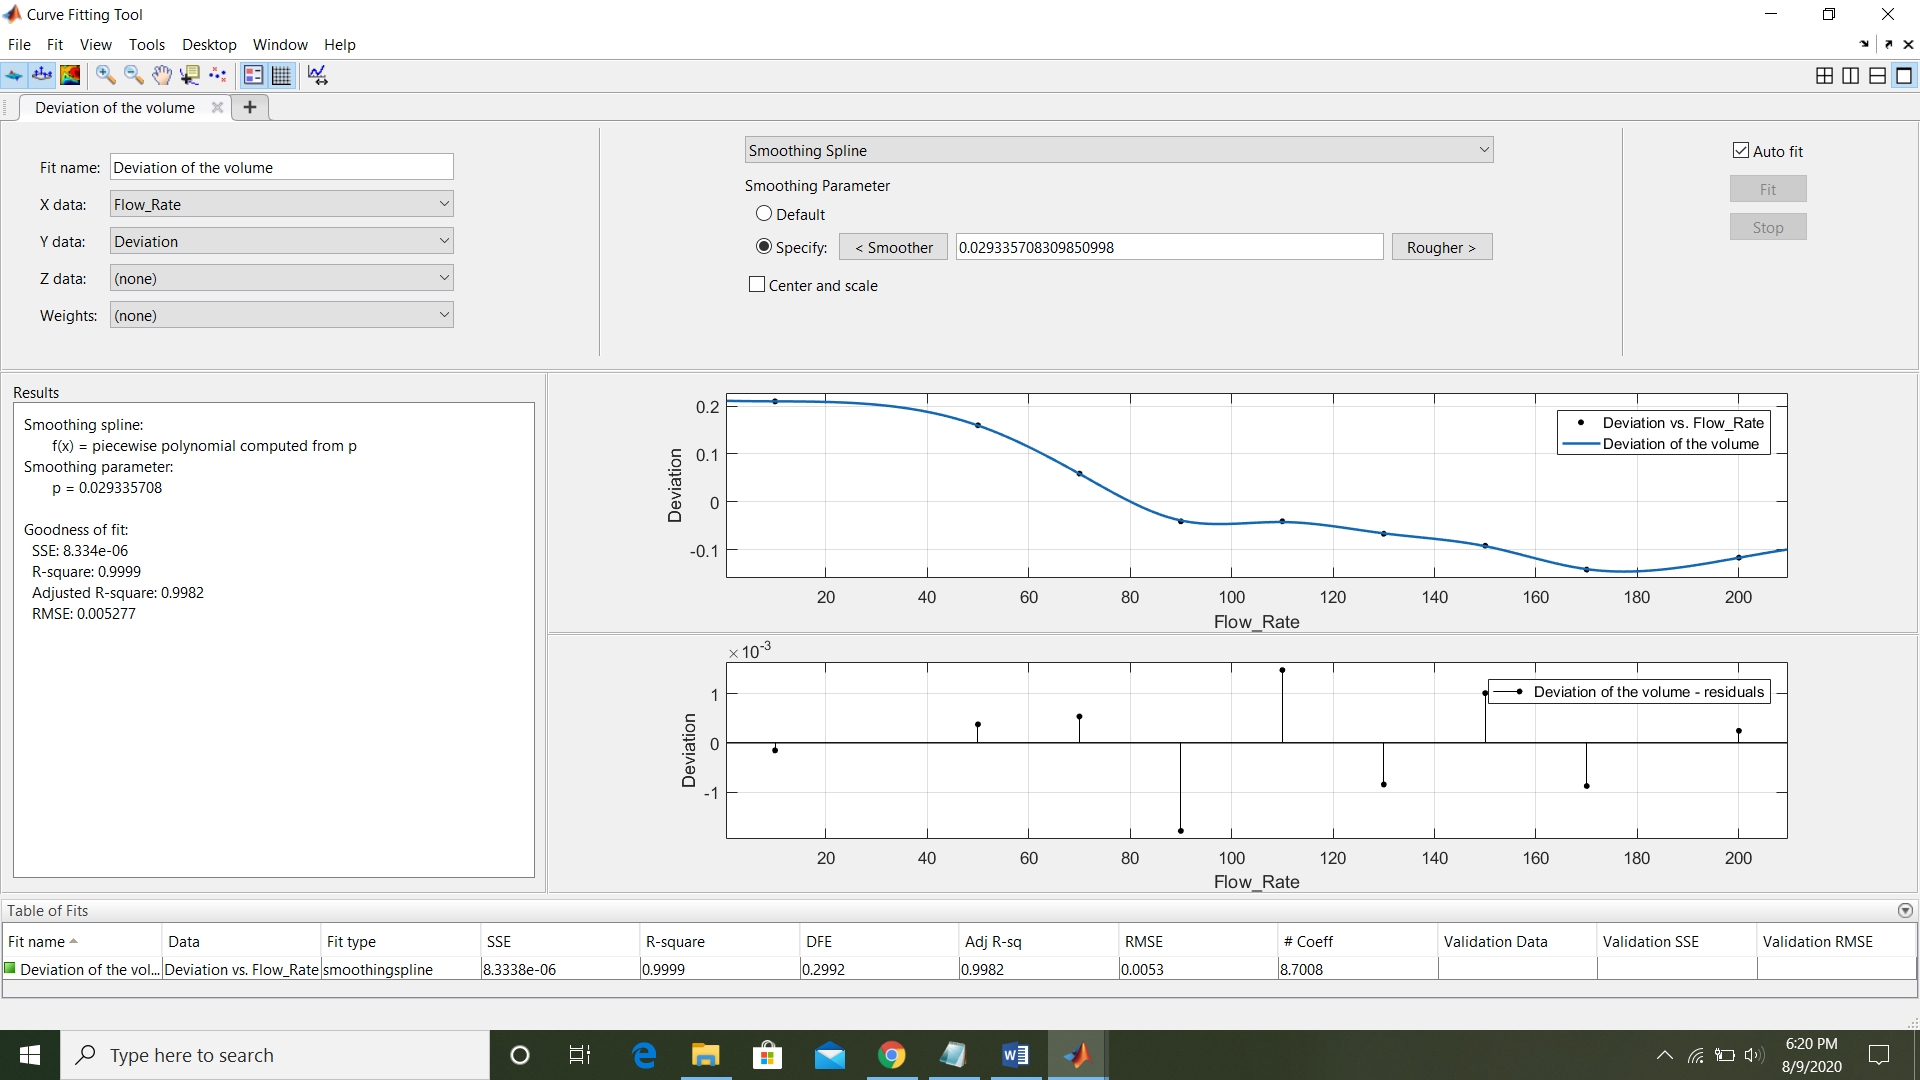 Curve Fitting Tool
File Fit View Tools Desktop Window Help
Deviation of the volume
Fit name: Deviation of the volume
X data: Flow_Rate
Y data: Deviation
Z data: (none)
Weights: (none)
Smoothing Spline
Smoothing Parameter
Default
Specify: < Smoother 0.029335708309850998 Rougher >
Center and scale
Auto fit
Fit
Stop
Results
Smoothing spline:
f(x) = piecewise polynomial computed from p
Smoothing parameter:
p = 0.029335708
Goodness of fit:
SSE: 8.334e-06
R-square: 0.9999
Adjusted R-square: 0.9982
RMSE: 0.005277
0.2
0.1
0
-0.1
Deviation
Deviation vs. Flow_Rate
Deviation of the volume
20 40 60 80 100 120 140 160 180 200
Flow_Rate
×10⁻³
1
0
-1
Deviation
Deviation of the volume - residuals
20 40 60 80 100 120 140 160 180 200
Flow_Rate
Table of Fits
Fit name Data Fit type SSE R-square DFE Adj R-sq RMSE # Coeff Validation Data Validation SSE Validation RMSE
Deviation of the vol... Deviation vs. Flow_Rate smoothingspline 8.3338e-06 0.9999 0.2992 0.9982 0.0053 8.7008
Type here to search
6:20 PM
8/9/2020